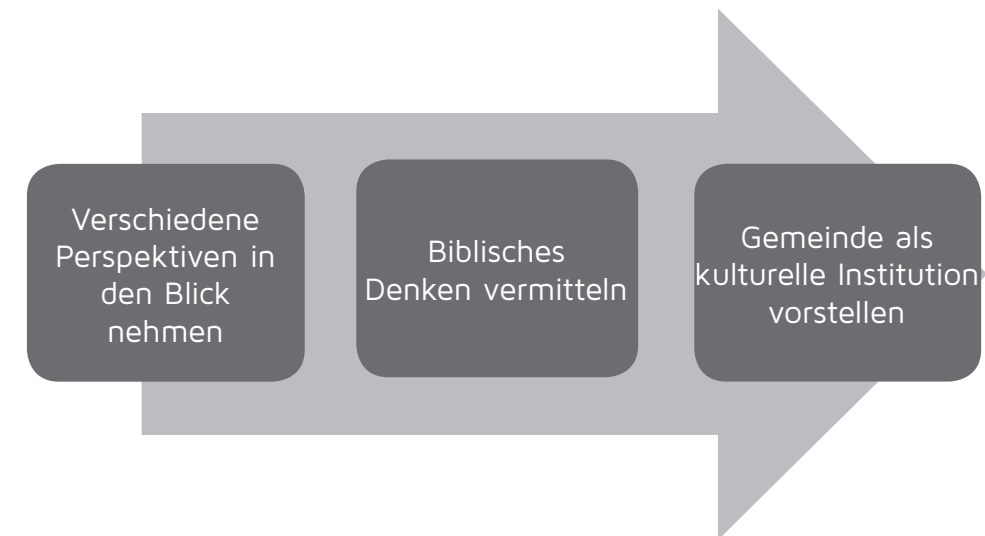 Verschiedene
Perspektiven in
den Blick
nehmen
Biblisches
Denken vermitteln
Gemeinde als
kulturelle Institution
vorstellen